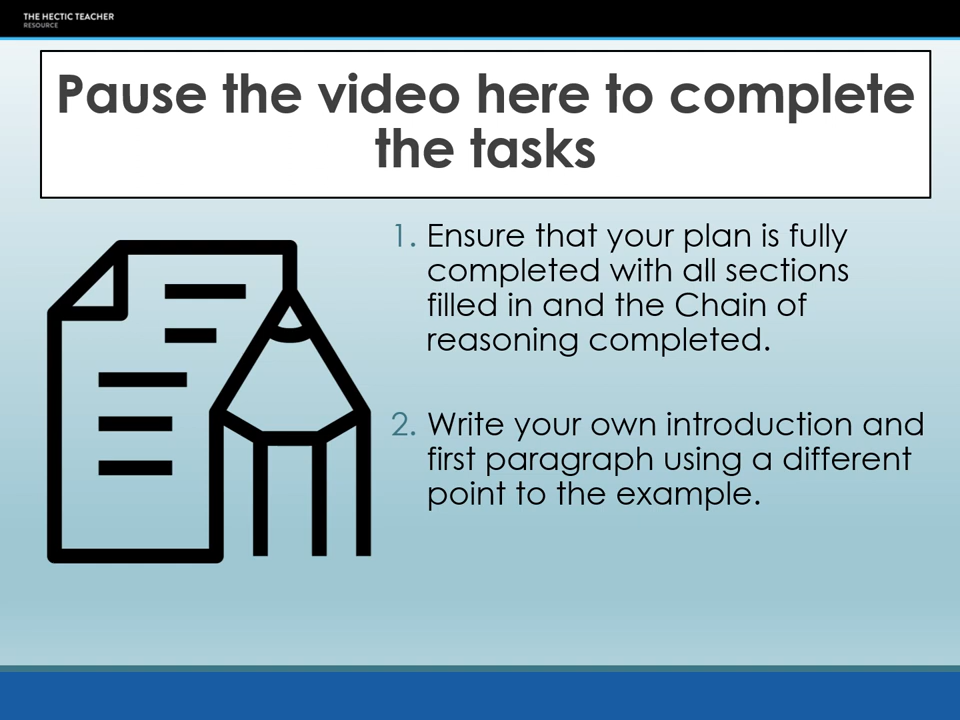 THE HECTIC TEACHER
RESOURCE
Pause the video here to complete
the tasks
1. Ensure that your plan is fully
completed with all sections
filled in and the Chain of
reasoning completed.
2. Write your own introduction and
first paragraph using a different
point to the example.